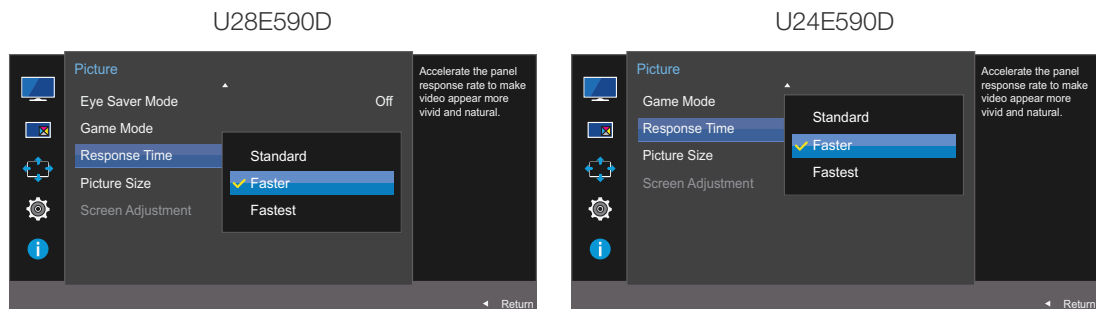 U28E590D
Picture
Eye Saver Mode Off
Game Mode
Response Time
Picture Size
Screen Adjustment
Standard
Faster
Fastest
Accelerate the panel
response rate to make
video appear more
vivid and natural.
Return
U24E590D
Picture
Game Mode
Response Time
Picture Size
Screen Adjustment
Standard
Faster
Fastest
Accelerate the panel
response rate to make
video appear more
vivid and natural.
Return